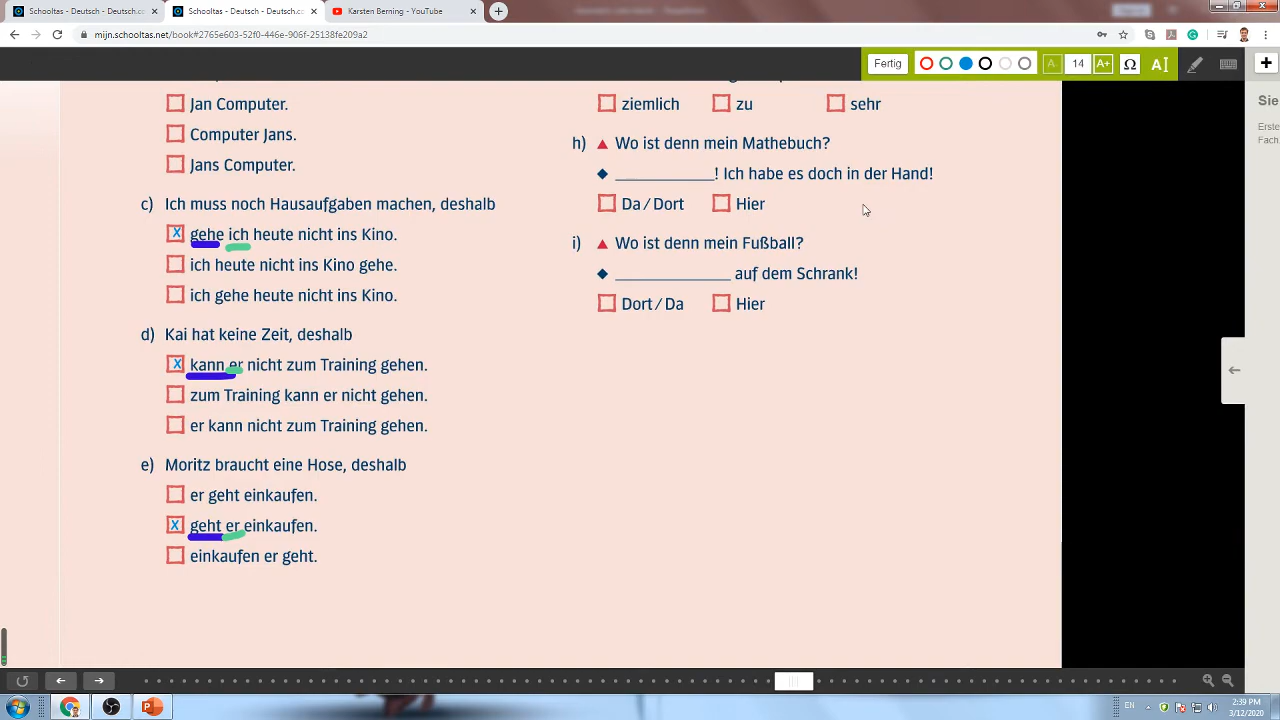 Schooltas - Deutsch - Deutsch.co
Schooltas - Deutsch - Deutsch.co
Karsten Berning - YouTube
mijn.schooltas.net/book#2765e603-52f0-446e-906f-25138fe209a2
Fertig
A-
14
A+
Ω
A
Sie
Erste
Fach.
Jan Computer.
Computer Jans.
Jans Computer.
c) Ich muss noch Hausaufgaben machen, deshalb
X gehe ich heute nicht ins Kino.
ich heute nicht ins Kino gehe.
ich gehe heute nicht ins Kino.
d) Kai hat keine Zeit, deshalb
X kann er nicht zum Training gehen.
zum Training kann er nicht gehen.
er kann nicht zum Training gehen.
e) Moritz braucht eine Hose, deshalb
er geht einkaufen.
X geht er einkaufen.
einkaufen er geht.
ziemlich zu sehr
h) Wo ist denn mein Mathebuch?
____________! Ich habe es doch in der Hand!
Da / Dort Hier
i) Wo ist denn mein Fußball?
______________ auf dem Schrank!
Dort / Da Hier
EN
2:39 PM
3/12/2020